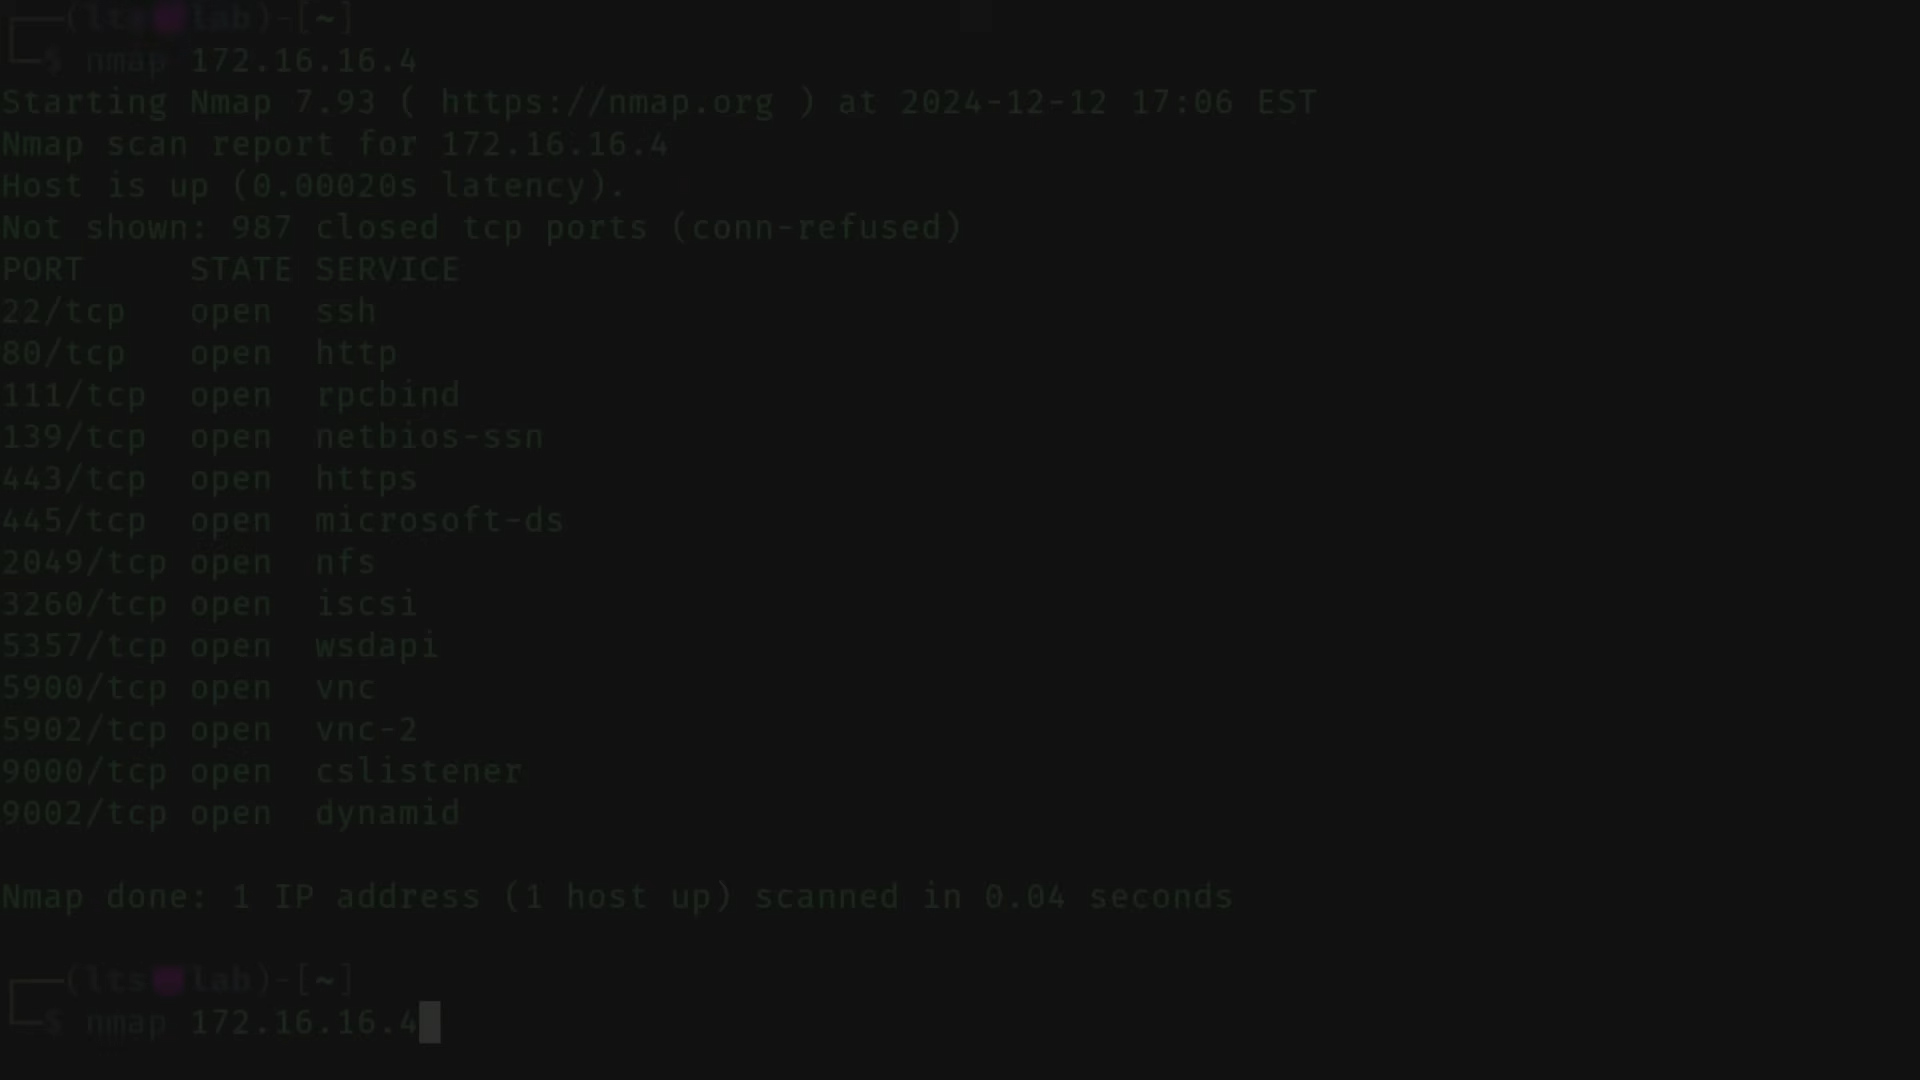 ┌──(lts😈lab)-[~]
└─$ nmap 172.16.16.4
Starting Nmap 7.93 ( https://nmap.org ) at 2024-12-12 17:06 EST
Nmap scan report for 172.16.16.4
Host is up (0.00020s latency).
Not shown: 987 closed tcp ports (conn-refused)
PORT     STATE SERVICE
22/tcp   open  ssh
80/tcp   open  http
111/tcp  open  rpcbind
139/tcp  open  netbios-ssn
443/tcp  open  https
445/tcp  open  microsoft-ds
2049/tcp open  nfs
3260/tcp open  iscsi
5357/tcp open  wsdapi
5900/tcp open  vnc
5902/tcp open  vnc-2
9000/tcp open  cslistener
9002/tcp open  dynamid
Nmap done: 1 IP address (1 host up) scanned in 0.04 seconds
┌──(lts😈lab)-[~]
└─$ nmap 172.16.16.4